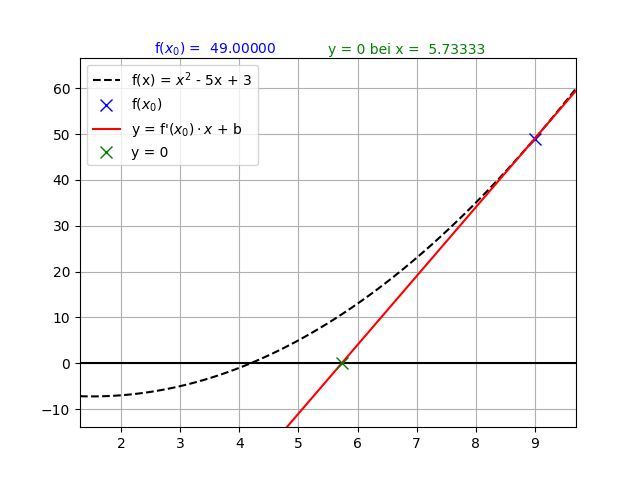 f(x₀) =  49.00000 y = 0 bei x =  5.73333
f(x) = x² - 5x + 3
f(x₀)
y = f'(x₀) · x + b
y = 0
60
50
40
30
20
10
0
−10
2 3 4 5 6 7 8 9